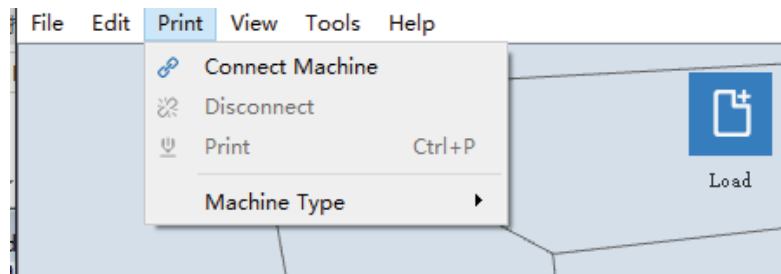 File Edit Print View Tools Help
Connect Machine
Disconnect
Print Ctrl+P
Load
Machine Type